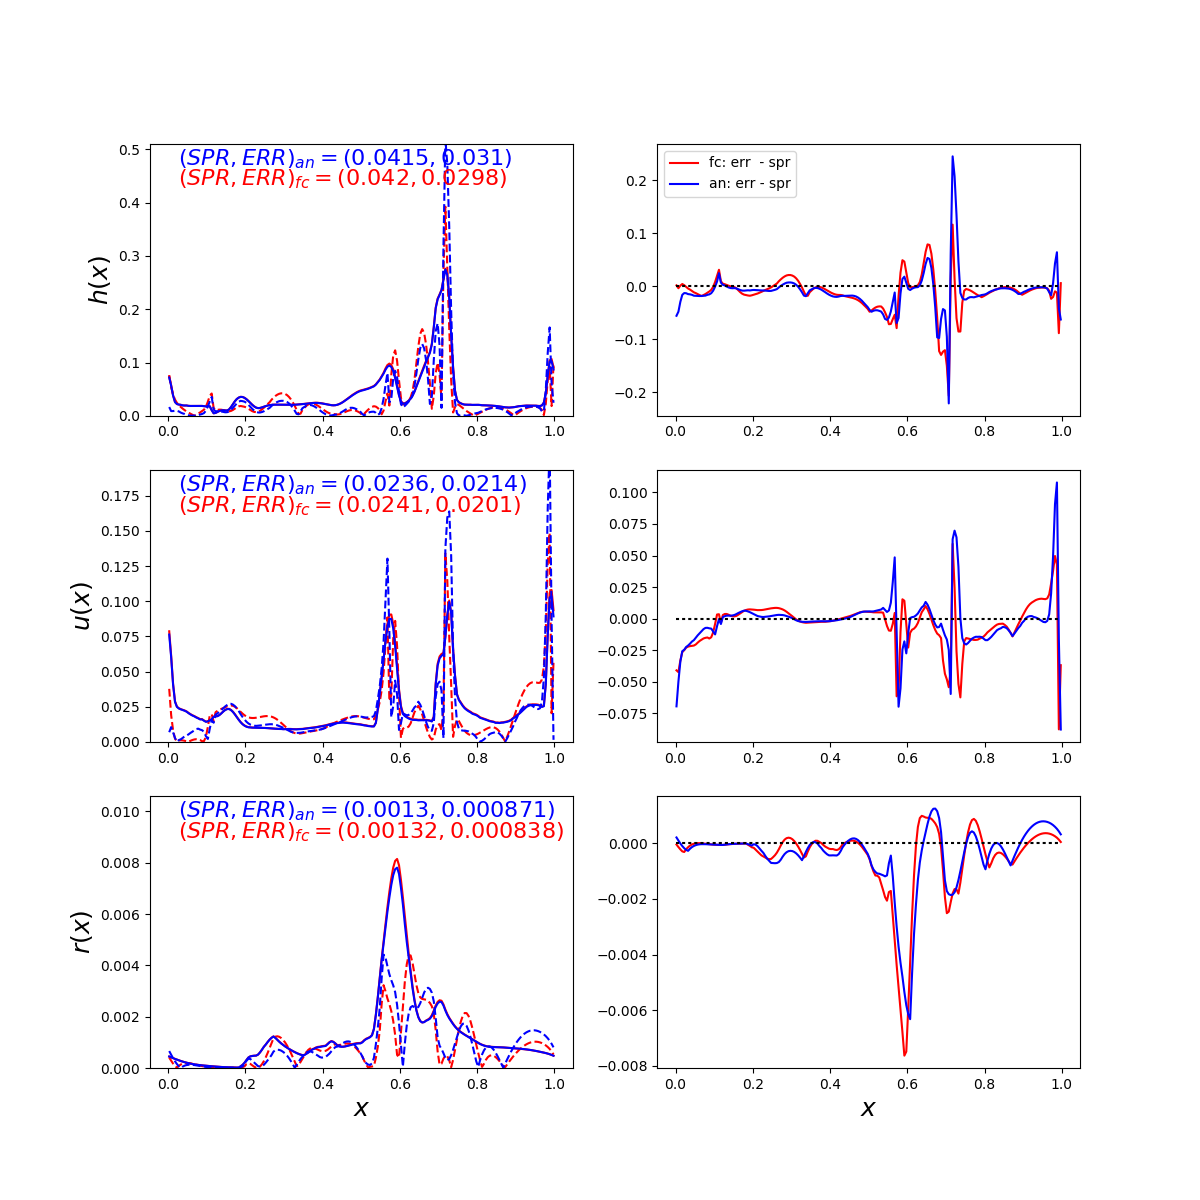 (SPR, ERR)an = (0.0415, 0.031)
(SPR, ERR)fc = (0.042, 0.0298)
h(x)
0.5
0.4
0.3
0.2
0.1
0.0
0.0 0.2 0.4 0.6 0.8 1.0
fc: err - spr
an: err - spr
0.2
0.1
0.0
−0.1
−0.2
0.0 0.2 0.4 0.6 0.8 1.0
(SPR, ERR)an = (0.0236, 0.0214)
(SPR, ERR)fc = (0.0241, 0.0201)
u(x)
0.175
0.150
0.125
0.100
0.075
0.050
0.025
0.000
0.0 0.2 0.4 0.6 0.8 1.0
0.100
0.075
0.050
0.025
0.000
−0.025
−0.050
−0.075
0.0 0.2 0.4 0.6 0.8 1.0
(SPR, ERR)an = (0.0013, 0.000871)
(SPR, ERR)fc = (0.00132, 0.000838)
r(x)
0.010
0.008
0.006
0.004
0.002
0.000
0.0 0.2 0.4 0.6 0.8 1.0
x
0.000
−0.002
−0.004
−0.006
−0.008
0.0 0.2 0.4 0.6 0.8 1.0
x